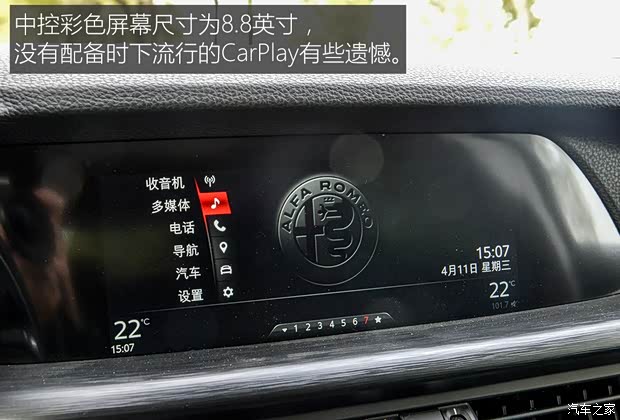 中控彩色屏幕尺寸为8.8英寸，
没有配备时下流行的CarPlay有些遗憾。
收音机
多媒体
电话
导航
汽车
设置
ALFA ROMEO
15:07
4月11日 星期三
22°C
15:07
22°C
101.7
1 2 3 4 5 6 7
汽车之家